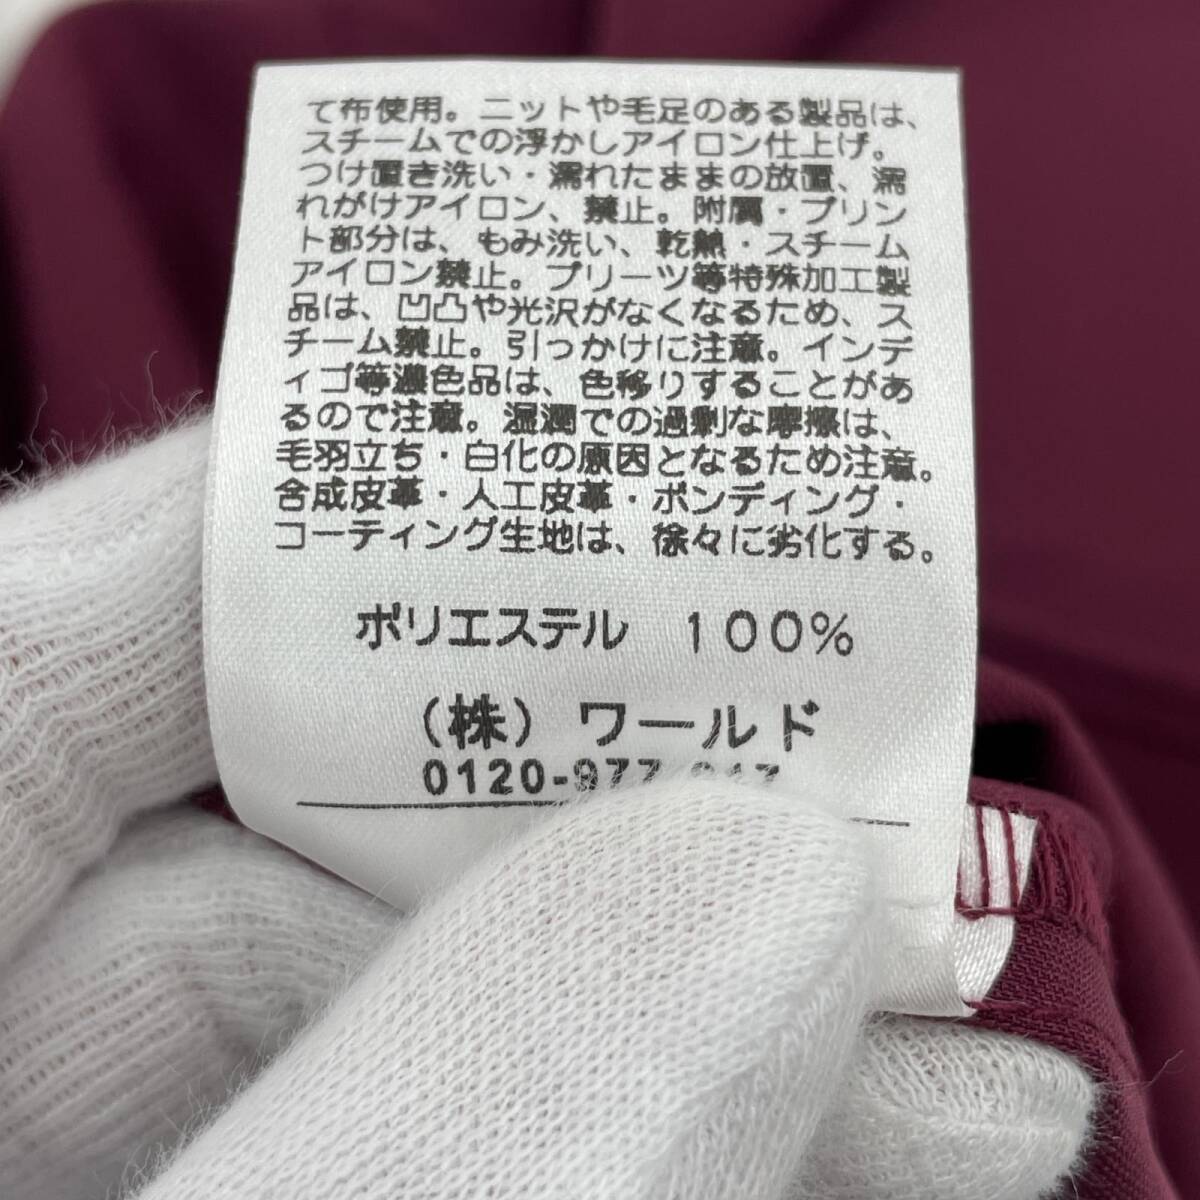 て布使用。ニットや毛足のある製品は、
スチームでの浮かしアイロン仕上げ。
つけ置き洗い・濡れたままの放置、濡
れがけアイロン、禁止。附属・プリン
ト部分は、もみ洗い、乾熱・スチーム
アイロン禁止。プリーツ等特殊加工製
品は、凹凸や光沢がなくなるため、ス
チーム禁止。引っかけに注意。インデ
ィゴ等濃色品は、色移りすることがあ
るので注意。湿潤での過剰な摩擦は、
毛羽立ち・白化の原因となるため注意。
合成皮革・人工皮革・ボンディング・
コーティング生地は、徐々に劣化する。
ポリエステル 100%
(株) ワールド
0120-977-